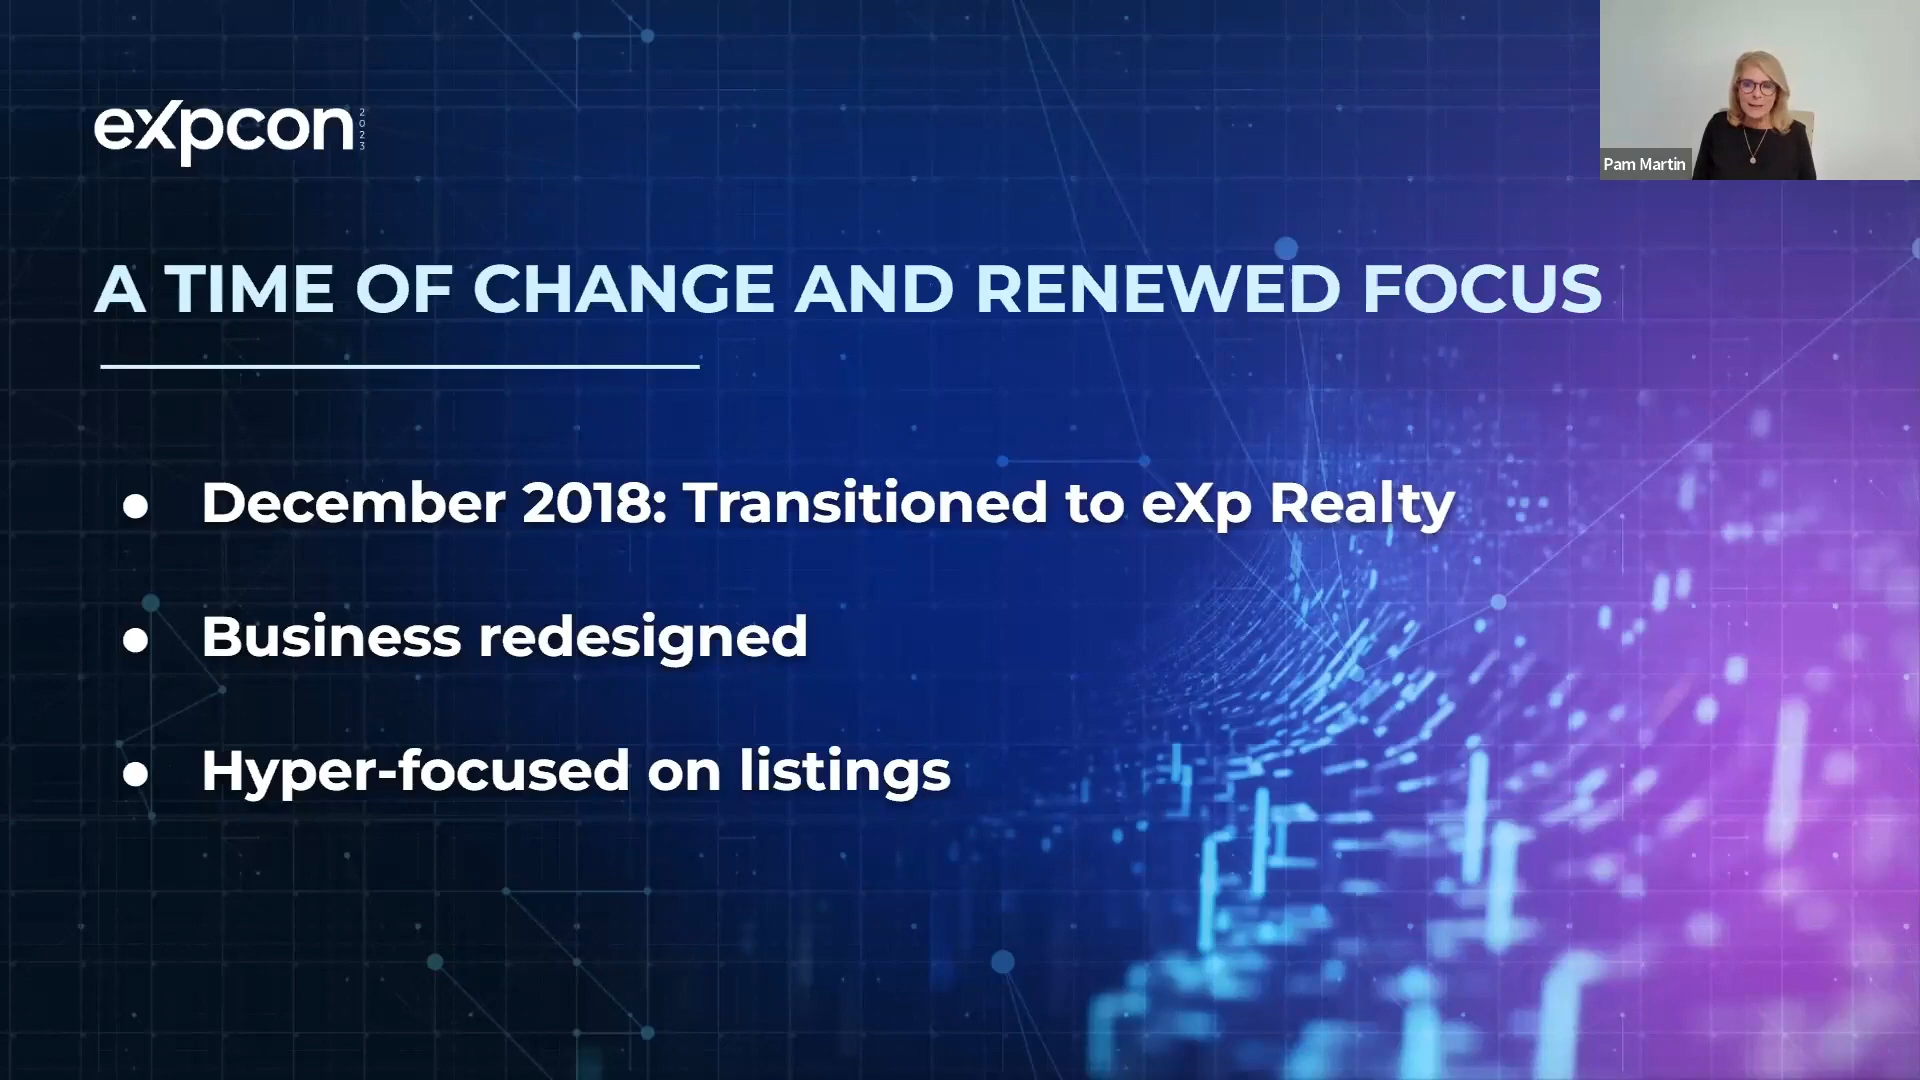 expcon
2023
Pam Martin
A TIME OF CHANGE AND RENEWED FOCUS
● December 2018: Transitioned to eXp Realty
● Business redesigned
● Hyper-focused on listings